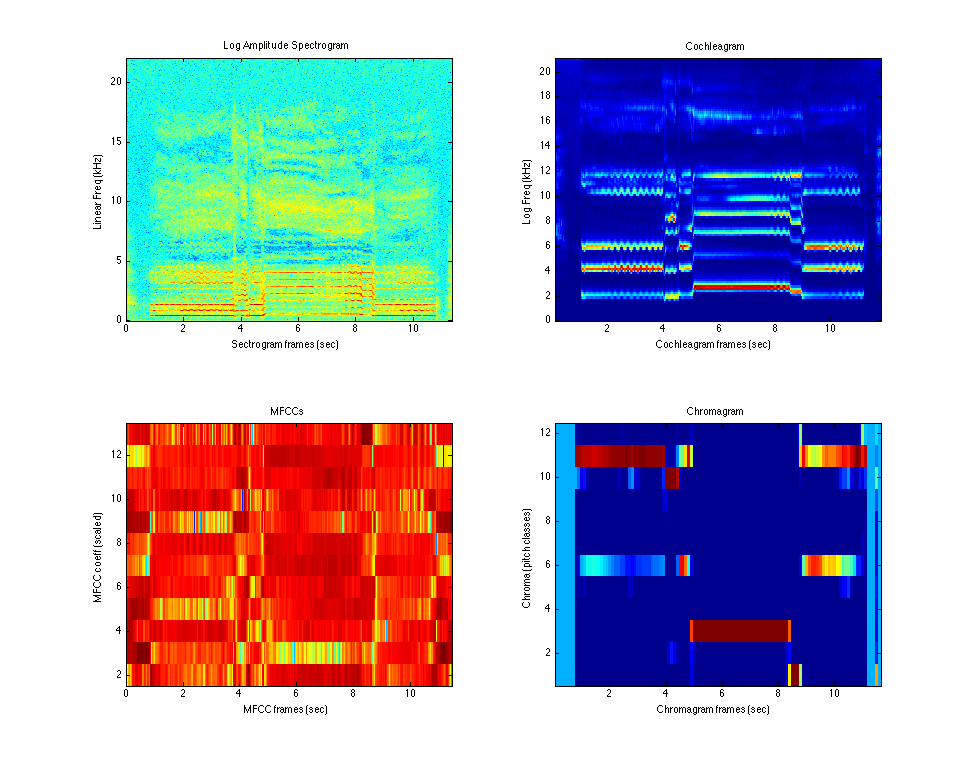 Log Amplitude Spectrogram
Linear Freq (kHz)
0
5
10
15
20
0 2 4 6 8 10
Sectrogram frames (sec)
Cochleagram
Log Freq (kHz)
0
2
4
6
8
10
12
14
16
18
20
2 4 6 8 10
Cochleagram frames (sec)
MFCCs
MFCC coeff (scaled)
2
4
6
8
10
12
0 2 4 6 8 10
MFCC frames (sec)
Chromagram
Chroma (pitch classes)
2
4
6
8
10
12
2 4 6 8 10
Chromagram frames (sec)